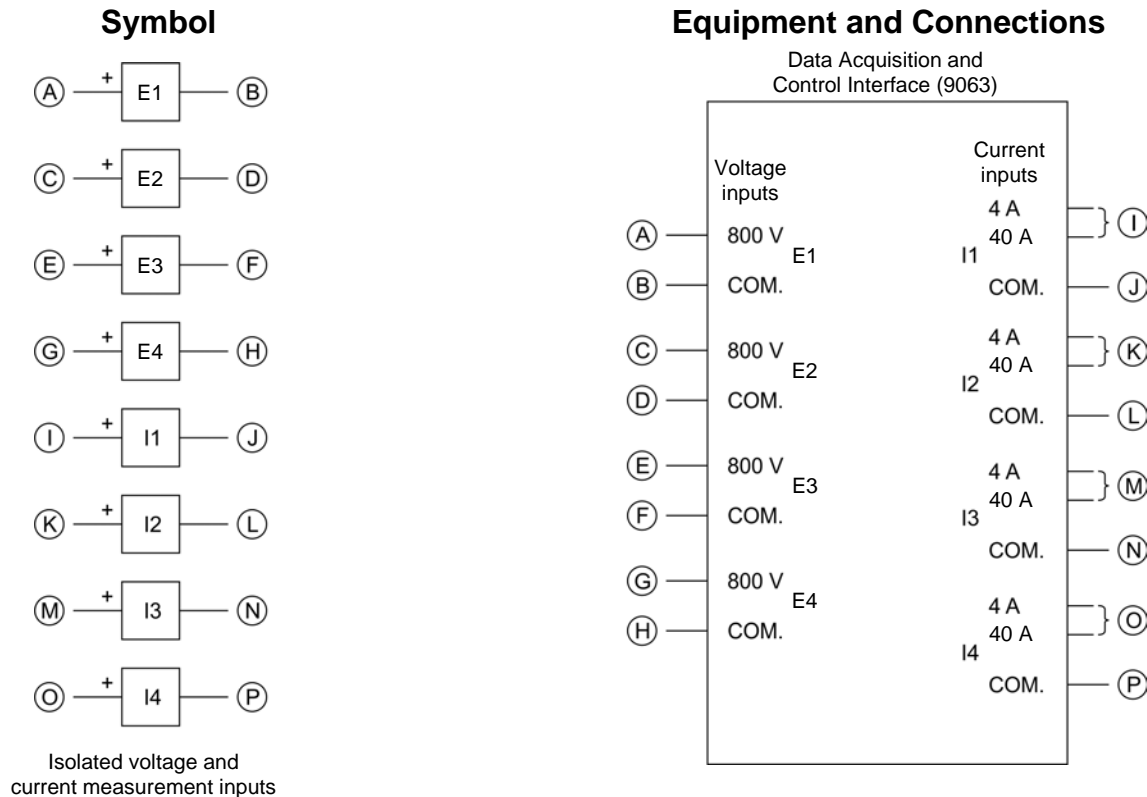 Symbol
A + E1 B
C + E2 D
E + E3 F
G + E4 H
I + I1 J
K + I2 L
M + I3 N
O + I4 P
Isolated voltage and
current measurement inputs
Equipment and Connections
Data Acquisition and
Control Interface (9063)
Voltage
inputs
A 800 V
E1
B COM.
C 800 V
E2
D COM.
E 800 V
E3
F COM.
G 800 V
E4
H COM.
Current
inputs
4 A
I
40 A
I1
COM. J
4 A
K
40 A
I2
COM. L
4 A
M
40 A
I3
COM. N
4 A
O
40 A
I4
COM. P